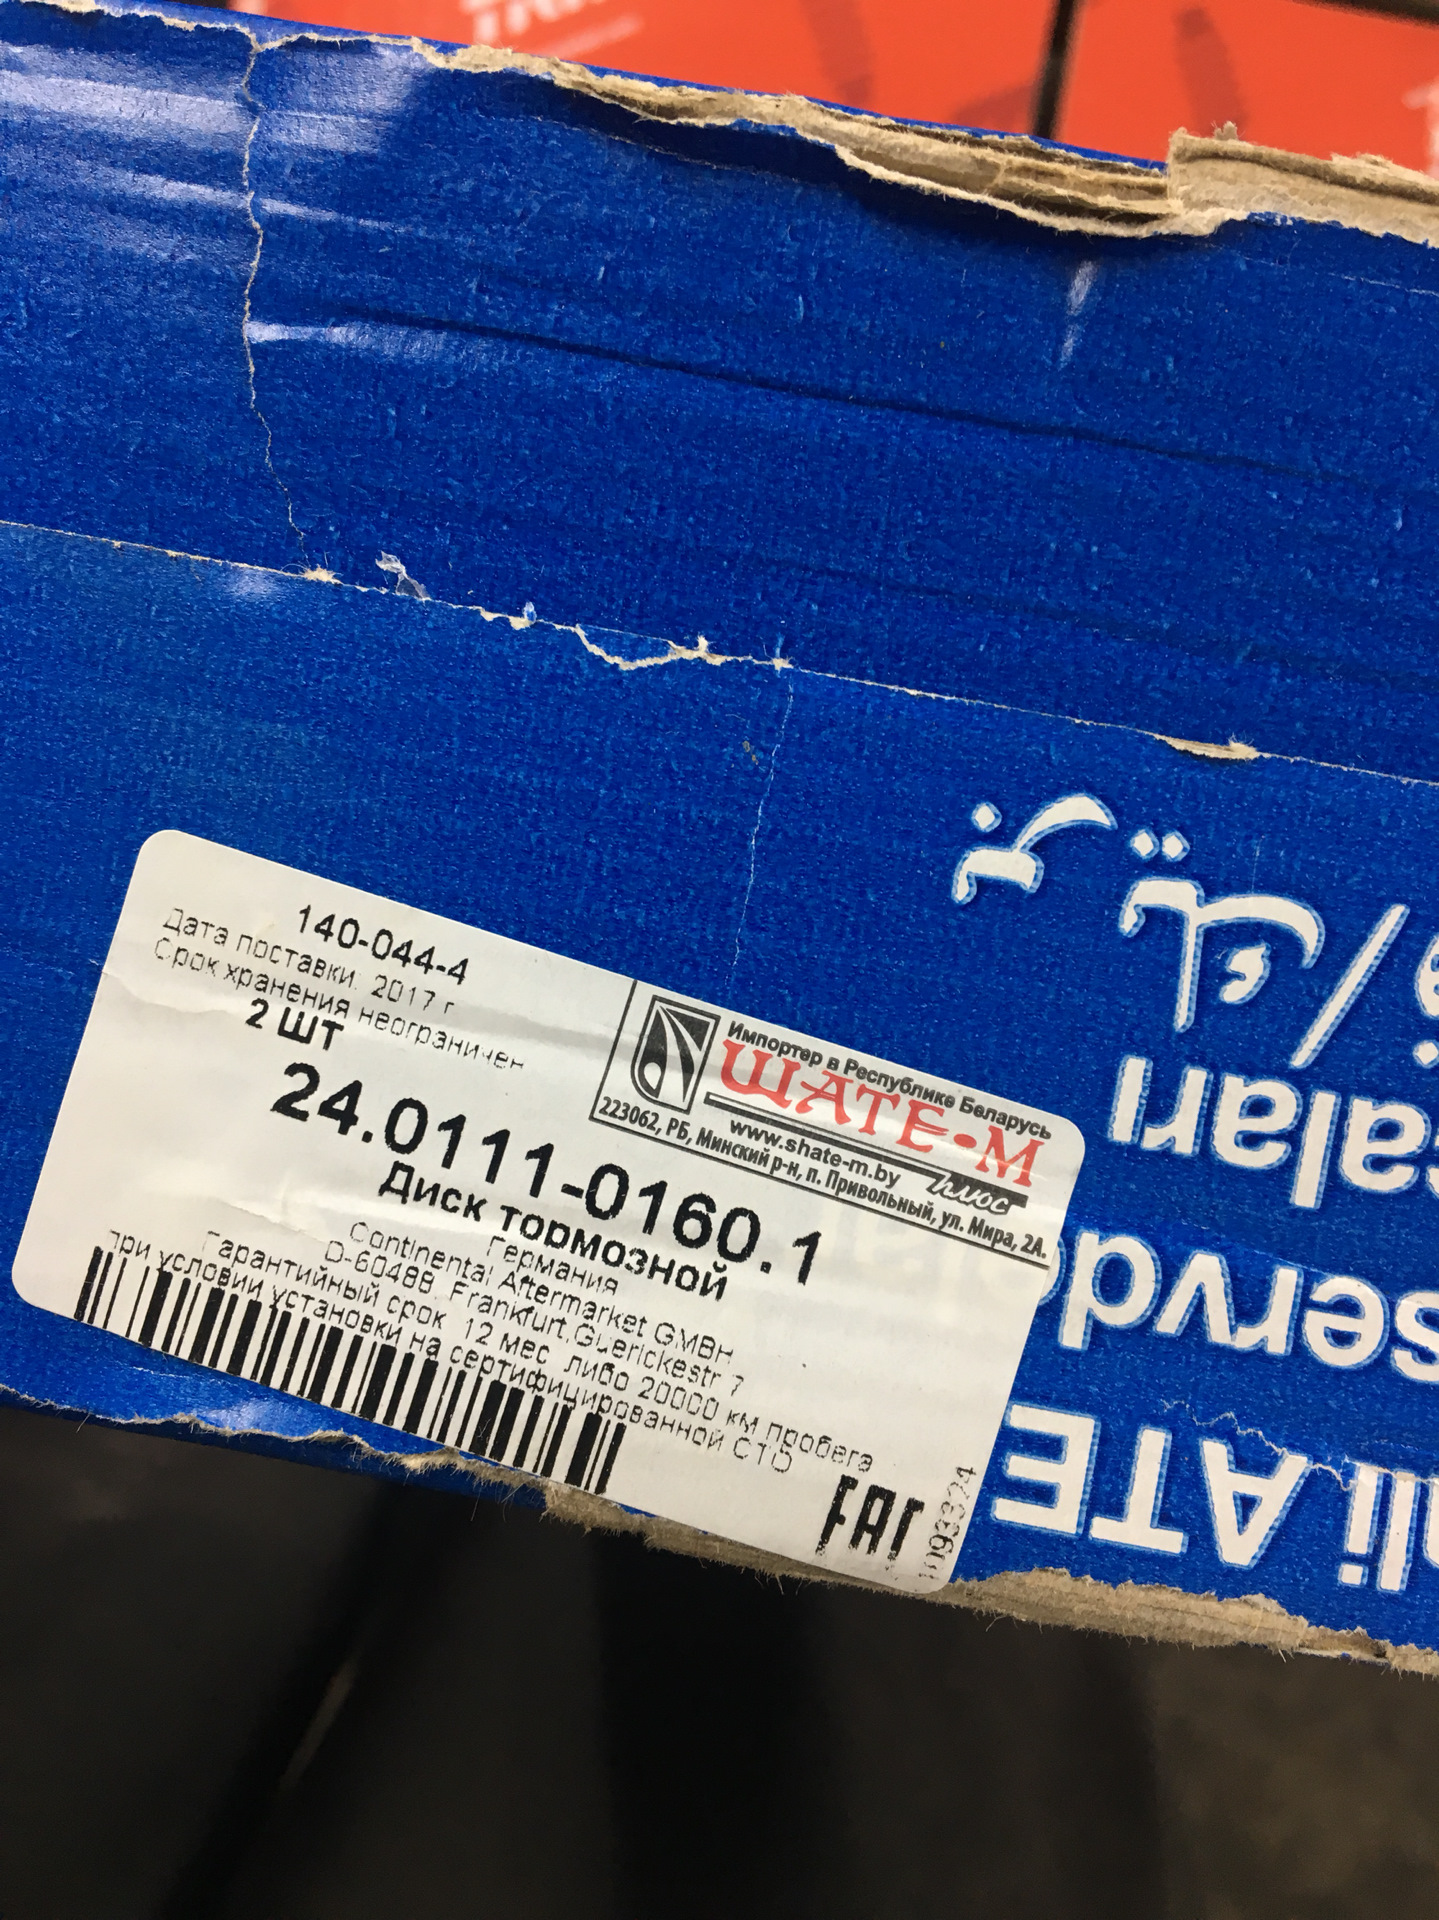 140-044-4
Дата поставки. 2017 г
Срок хранения неограничен
2 ШТ
24.0111-0160.1
Диск тормозной
Германия
Continental Aftermarket GMBH
D-60488, Frankfurt,Guerickestr 7
Гарантийный срок 12 мес либо 20000 км пробега
при условии установки на сертифицированной СТО
Импортер в Республике Беларусь
ШАТЕ-М
плюс
www.shate-m.by
223062, РБ, Минский р-н, п. Привольный, ул. Мира, 2А.
EAC
1093324
ATE